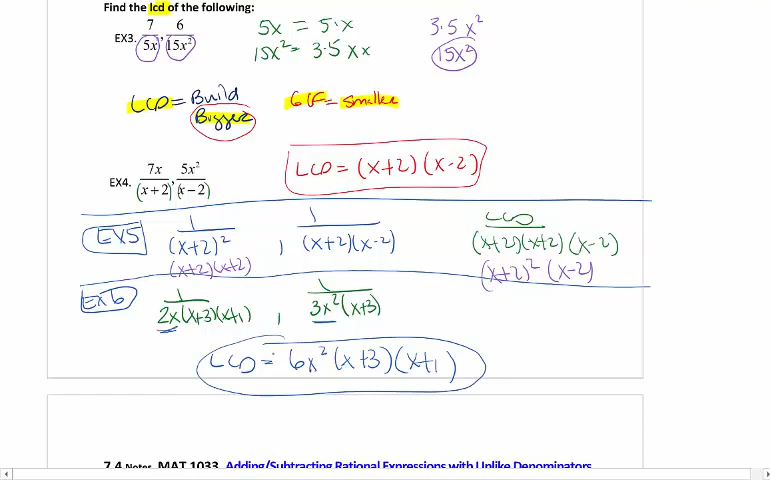 Find the lcd of the following:
EX3. 7/5x, 6/15x²
5x = 5·x
15x² = 3·5 x x
3·5 x²
15x²
LCD = Build Bigger
GCF = smaller
EX4. 7x/(x+2), 5x²/(x−2)
LCD = (x+2)(x-2)
EX5 1/(x+2)² , 1/(x+2)(x-2)
(x+2)(x+2)
LCD
(x+2)(x+2)(x-2)
(x+2)² (x-2)
EX6 1/2x(x+3)(x+1) , 1/3x²(x+3)
LCD = 6x² (x+3)(x+1)
7.4 Notes MAT 1033 Adding/Subtracting Rational Expressions with Unlike Denominators